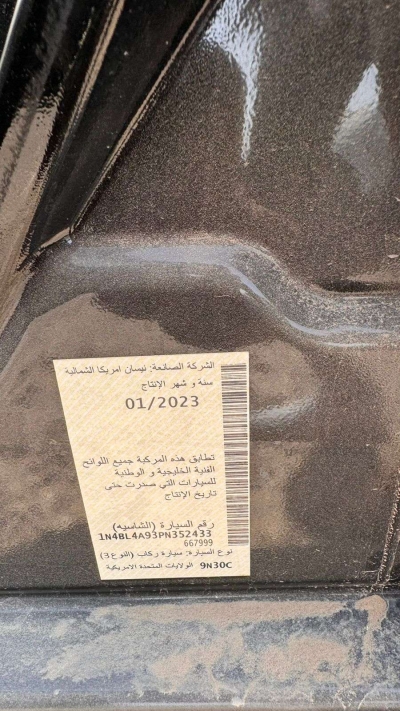 الشركة الصانعة: نيسان امريكا الشمالية
سنة و شهر الإنتاج
01/2023
تطابق هذه المركبة جميع اللوائح
الفنية الخليجية و الوطنية
للسيارات التي صدرت حتى
تاريخ الإنتاج
رقم السيارة (الشاسيه)
1N4BL4A93PN352433
667999
نوع السيارة: سيارة ركاب (النوع 3)
9N30C الولايات المتحدة الامريكية